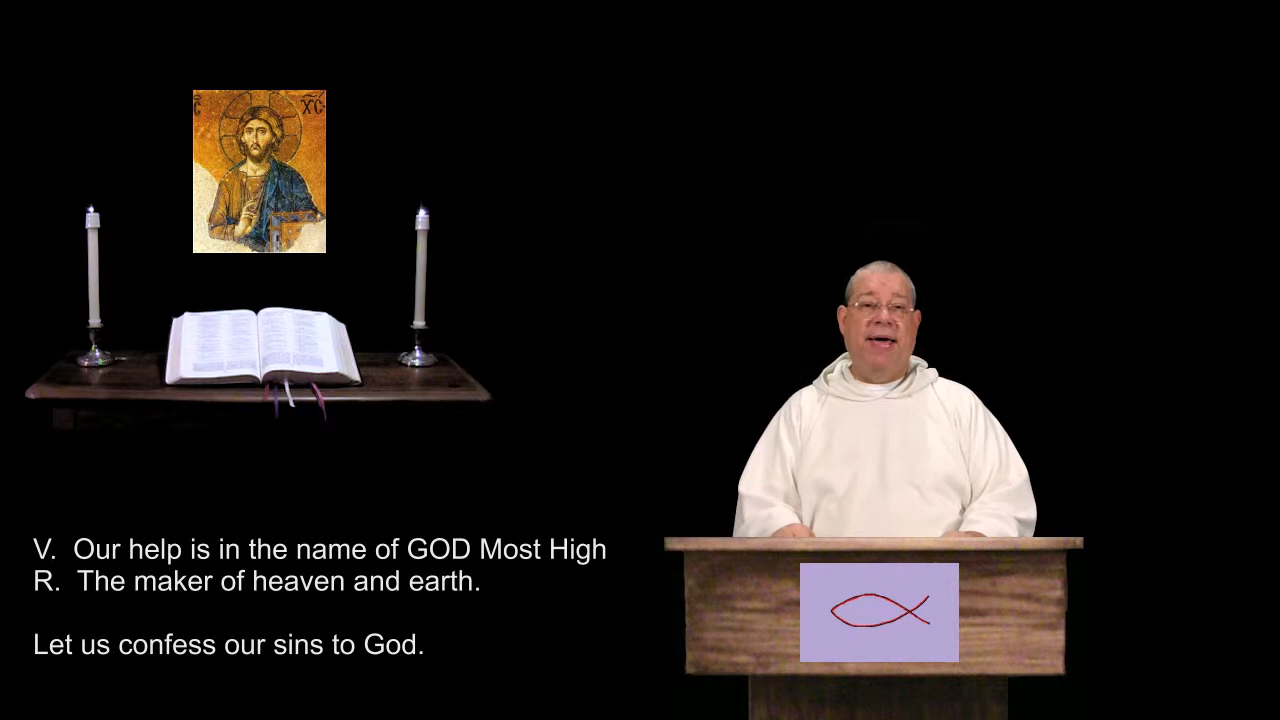 XC
V.  Our help is in the name of GOD Most High
R.  The maker of heaven and earth.
Let us confess our sins to God.